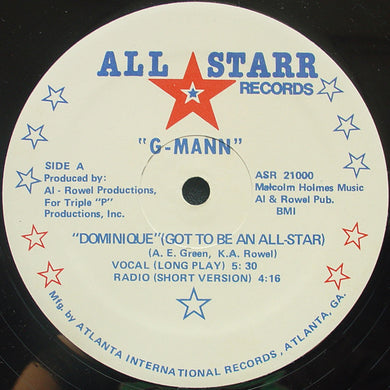 ALL STARR
RECORDS
"G-MANN"
SIDE A
Produced by:
Al - Rowel Productions,
For Triple "P"
Productions, Inc.
ASR 21000
Malcolm Holmes Music
Al & Rowel Pub.
BMI
"DOMINIQUE" (GOT TO BE AN ALL-STAR)
(A. E. Green, K.A. Rowel)
VOCAL (LONG PLAY) 5:30
RADIO (SHORT VERSION) 4:16
Mfg. by ATLANTA INTERNATIONAL RECORDS, ATLANTA, GA.